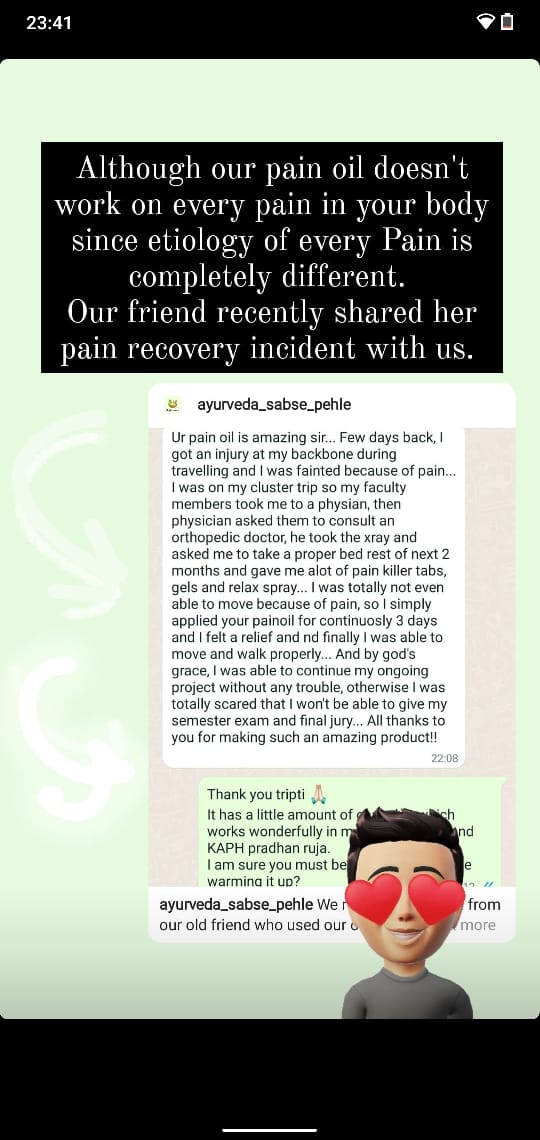 23:41
Although our pain oil doesn't
work on every pain in your body
since etiology of every Pain is
completely different.
Our friend recently shared her
pain recovery incident with us.
ayurveda_sabse_pehle
Ur pain oil is amazing sir... Few days back, I
got an injury at my backbone during
travelling and I was fainted because of pain...
I was on my cluster trip so my faculty
members took me to a physian, then
physician asked them to consult an
orthopedic doctor, he took the xray and
asked me to take a proper bed rest of next 2
months and gave me alot of pain killer tabs,
gels and relax spray... I was totally not even
able to move because of pain, so I simply
applied your painoil for continuosly 3 days
and I felt a relief and nd finally I was able to
move and walk properly... And by god's
grace, I was able to continue my ongoing
project without any trouble, otherwise I was
totally scared that I won't be able to give my
semester exam and final jury... All thanks to
you for making such an amazing product!!
22:08
Thank you tripti 🙏
It has a little amount of
works wonderfully in
KAPH pradhan ruja.
I am sure you must be
warming it up?
ayurveda_sabse_pehle We from
our old friend who used our more